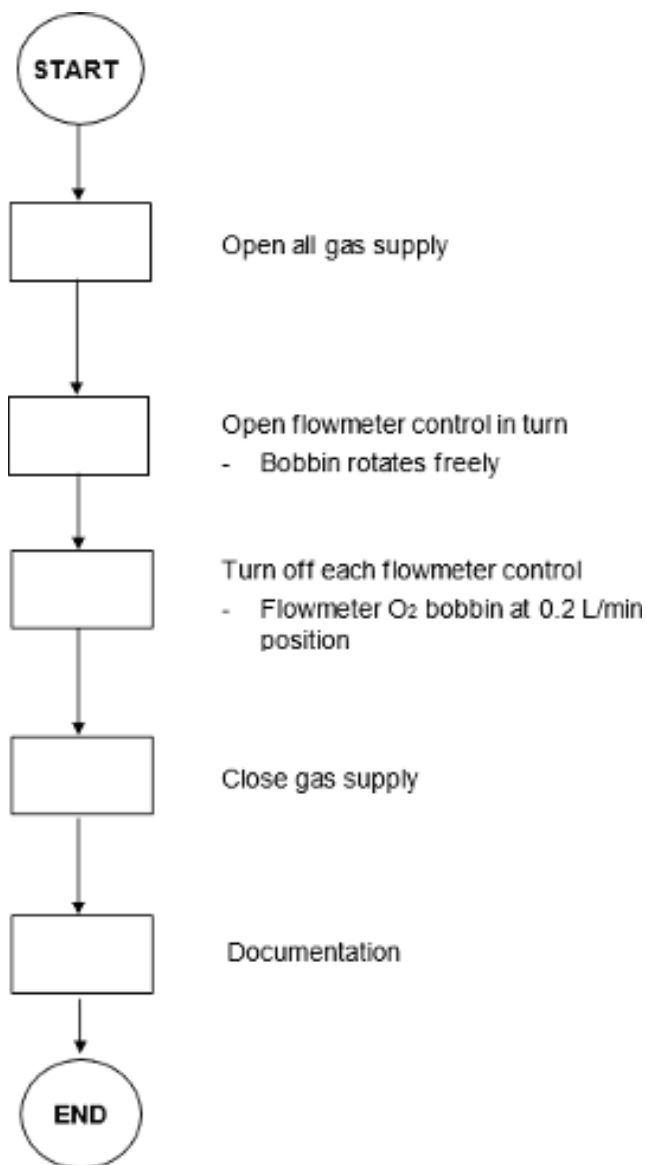 START
Open all gas supply
Open flowmeter control in turn
- Bobbin rotates freely
Turn off each flowmeter control
- Flowmeter O₂ bobbin at 0.2 L/min
position
Close gas supply
Documentation
END